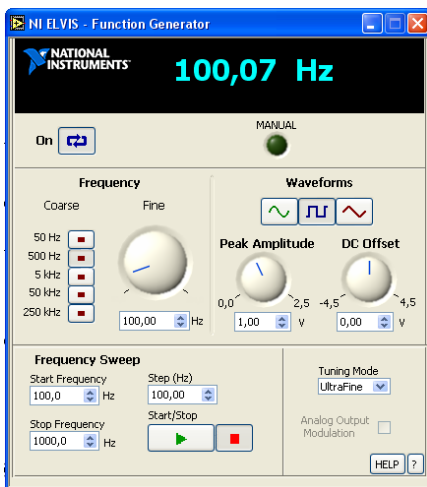 NI ELVIS - Function Generator
NATIONAL
INSTRUMENTS
100,07 Hz
On
MANUAL
Frequency
Coarse
Fine
50 Hz
500 Hz
5 kHz
50 kHz
250 kHz
100,00 Hz
Waveforms
Peak Amplitude
DC Offset
0,0
2,5
-4,5
4,5
1,00 V
0,00 V
Frequency Sweep
Start Frequency
100,0 Hz
Step (Hz)
100,00
Stop Frequency
1000,0 Hz
Start/Stop
Tuning Mode
UltraFine
Analog Output
Modulation
HELP
?